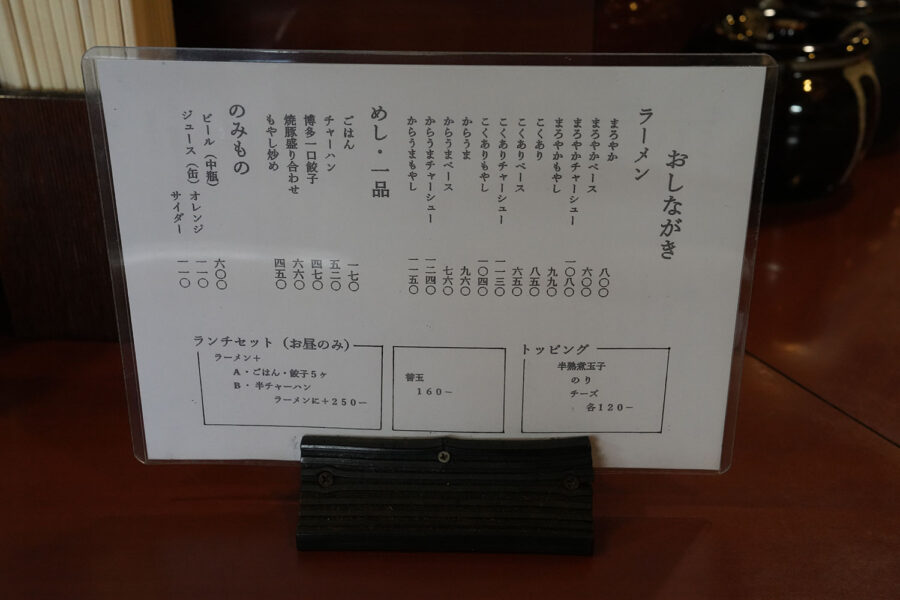 おしながき
ラーメン
まろやか 八〇〇
まろやかベース 六〇〇
まろやかチャーシュー 一〇八〇
まろやかもやし 九九〇
こくあり 八五〇
こくありベース 六五〇
こくありチャーシュー 一一三〇
こくありもやし 一〇四〇
からうま 九六〇
からうまベース 七六〇
からうまチャーシュー 一二四〇
からうまもやし 一一五〇
めし・一品
ごはん 一七〇
チャーハン 五二〇
博多一口餃子 四七〇
焼豚盛り合わせ 六六〇
もやし炒め 四五〇
のみもの
ビール（中瓶） 六〇〇
ジュース（缶）オレンジ 一一〇
サイダー 一一〇
トッピング
半熟煮玉子
のり
チーズ
各１２０－
替玉
１６０－
ランチセット（お昼のみ）
ラーメン＋
Ａ・ごはん・餃子５ヶ
Ｂ・半チャーハン
ラーメンに＋２５０－